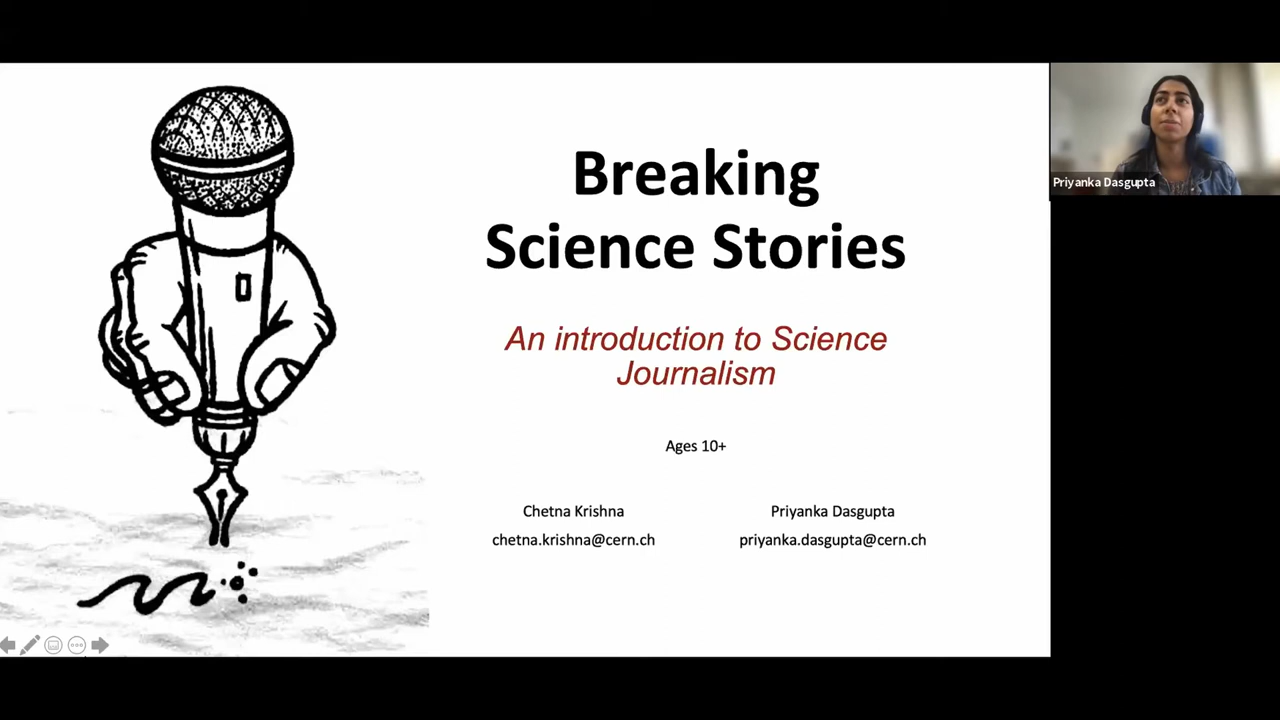 Breaking
Science Stories
An introduction to Science
Journalism
Ages 10+
Chetna Krishna
Priyanka Dasgupta
chetna.krishna@cern.ch
priyanka.dasgupta@cern.ch
Priyanka Dasgupta